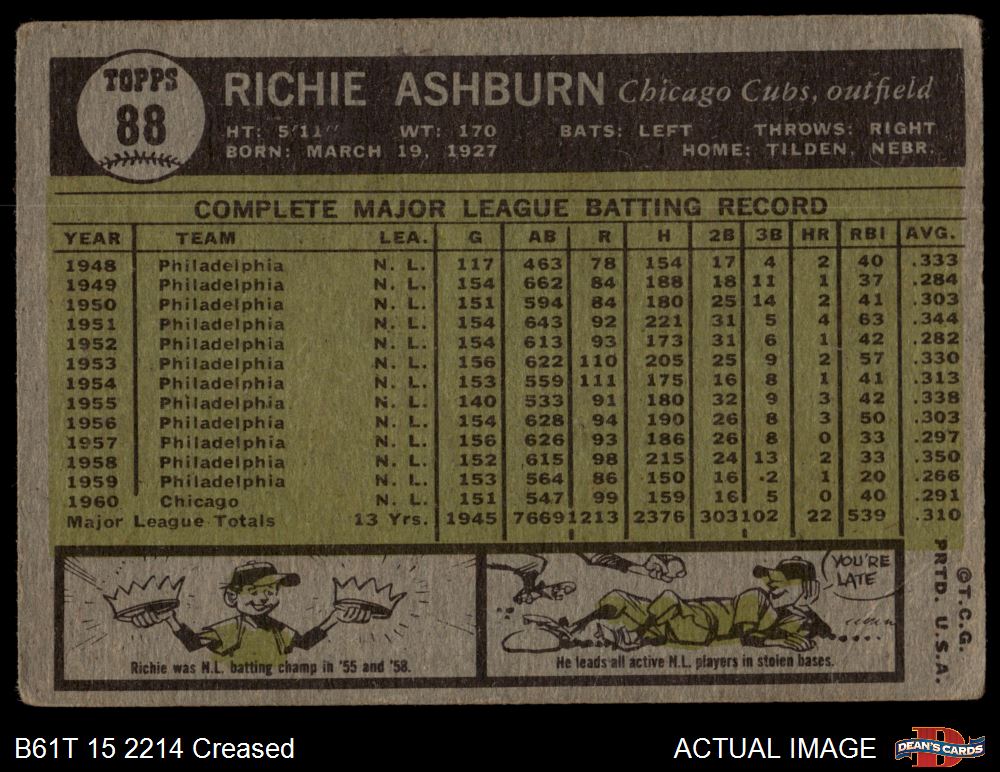 TOPPS
88
RICHIE ASHBURN Chicago Cubs, outfield
HT: 5'11" WT: 170 BATS: LEFT THROWS: RIGHT
BORN: MARCH 19, 1927 HOME: TILDEN, NEBR.
COMPLETE MAJOR LEAGUE BATTING RECORD
YEAR TEAM LEA. G AB R H 2B 3B HR RBI AVG.
1948 Philadelphia N. L. 117 463 78 154 17 4 2 40 .333
1949 Philadelphia N. L. 154 662 84 188 18 11 1 37 .284
1950 Philadelphia N. L. 151 594 84 180 25 14 2 41 .303
1951 Philadelphia N. L. 154 643 92 221 31 5 4 63 .344
1952 Philadelphia N. L. 154 613 93 173 31 6 1 42 .282
1953 Philadelphia N. L. 156 622 110 205 25 9 2 57 .330
1954 Philadelphia N. L. 153 559 111 175 16 8 1 41 .313
1955 Philadelphia N. L. 140 533 91 180 32 9 3 42 .338
1956 Philadelphia N. L. 154 628 94 190 26 8 3 50 .303
1957 Philadelphia N. L. 156 626 93 186 26 8 0 33 .297
1958 Philadelphia N. L. 152 615 98 215 24 13 2 33 .350
1959 Philadelphia N. L. 153 564 86 150 16 2 1 20 .266
1960 Chicago N. L. 151 547 99 159 16 5 0 40 .291
Major League Totals 13 Yrs. 1945 7669 1213 2376 303 102 22 539 .310
Richie was N.L. batting champ in '55 and '58.
YOU'RE
LATE
He leads all active N.L. players in stolen bases.
© T.C.G.
PRTD. U.S.A.
B61T 15 2214 Creased
ACTUAL IMAGE
DEAN'S CARDS